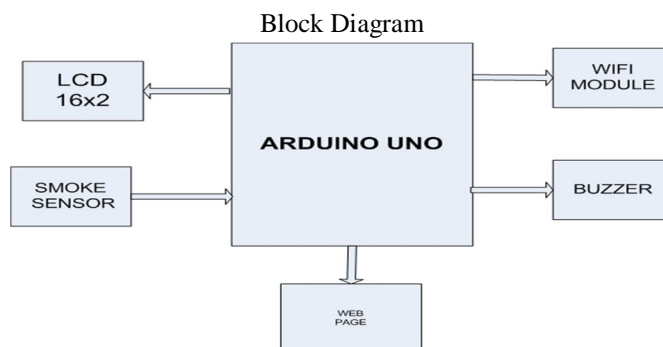 Block Diagram
LCD
16x2
ARDUINO UNO
WIFI
MODULE
SMOKE
SENSOR
BUZZER
WEB
PAGE